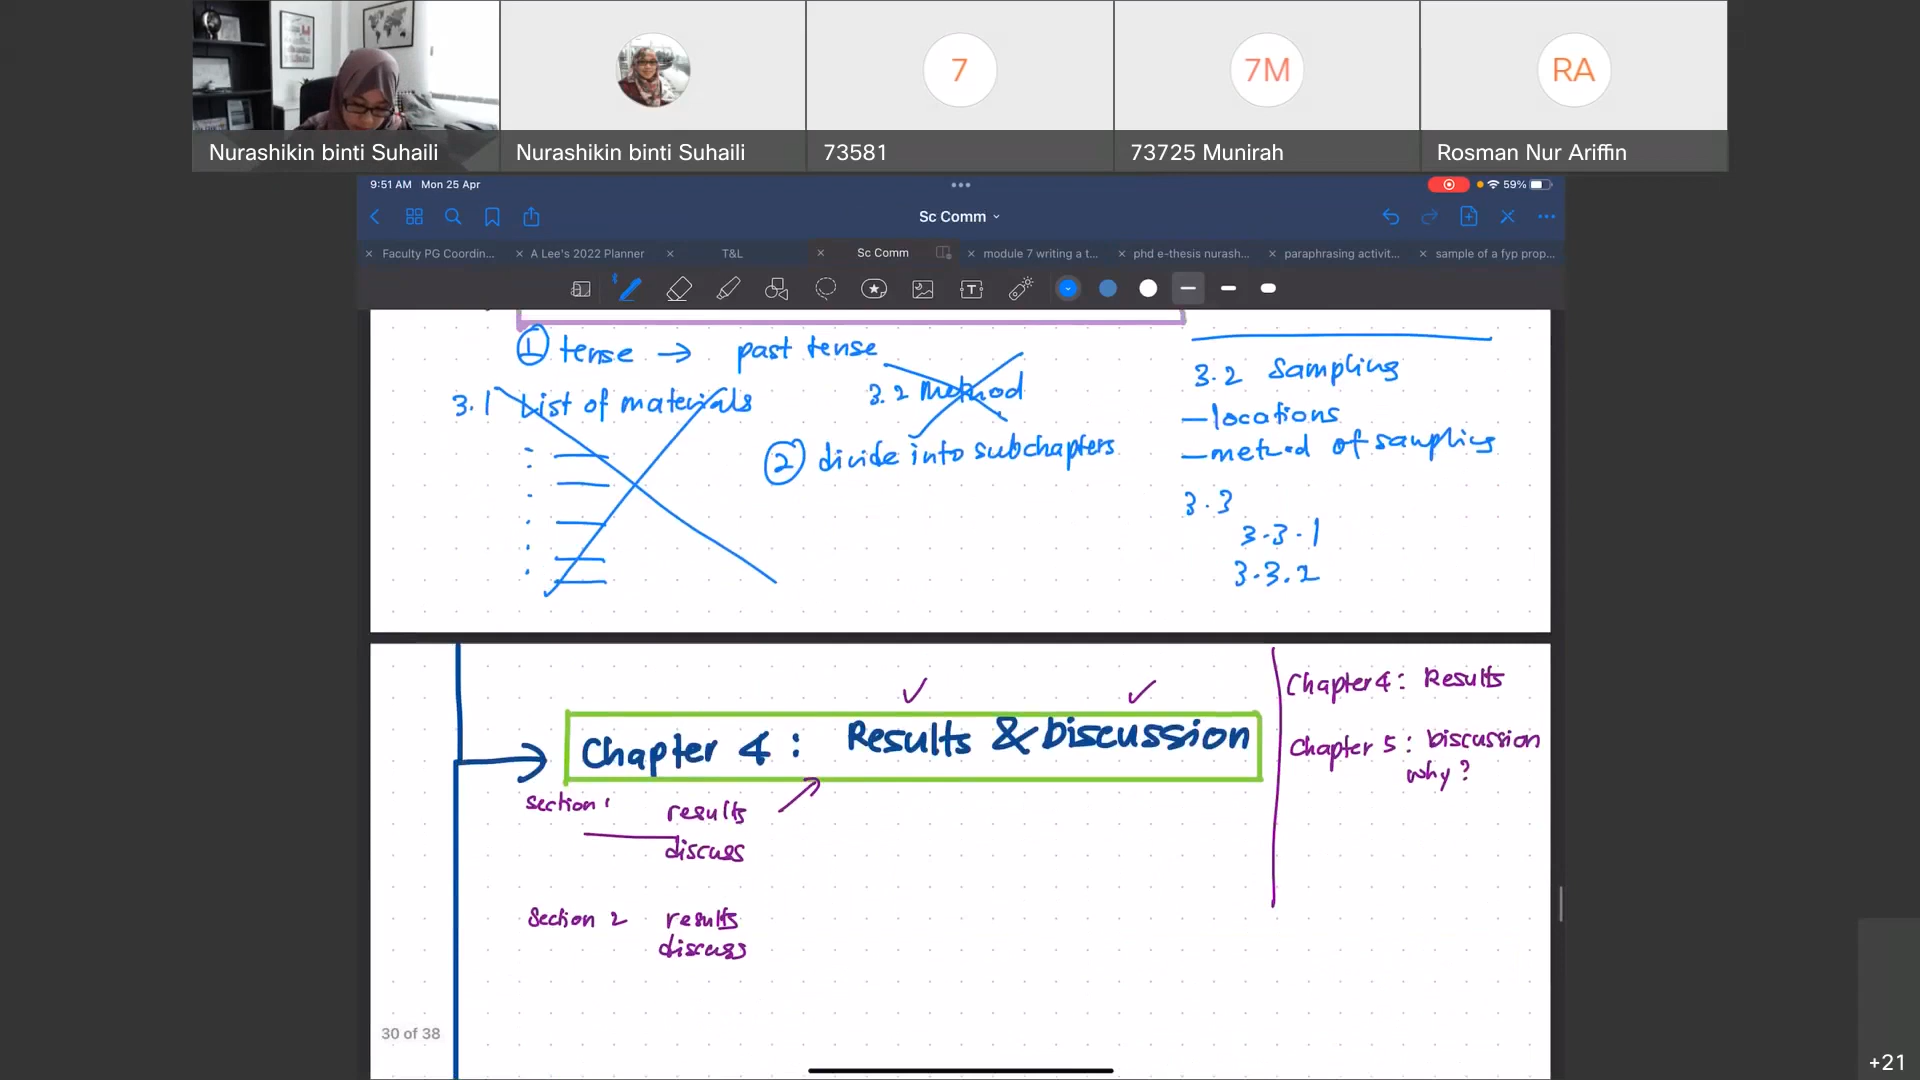 7
7M
RA
Nurashikin binti Suhaili
Nurashikin binti Suhaili
73581
73725 Munirah
Rosman Nur Ariffin
9:51 AM Mon 25 Apr
59%
Sc Comm
Faculty PG Coordin...
A Lee's 2022 Planner
T&L
Sc Comm
module 7 writing a t...
phd e-thesis nurash...
paraphrasing activit...
sample of a fyp prop...
1 tense → past tense
3.1 List of materials
3.2 Method
2 divide into subchapters
3.2 Sampling
— locations
— method of sampling
3.3
3.3.1
3.3.2
Chapter 4 : Results & Discussion
Section 1 results
discuss
Section 2 results
discuss
Chapter 4 : Results
Chapter 5 : Discussion
why?
30 of 38
+21